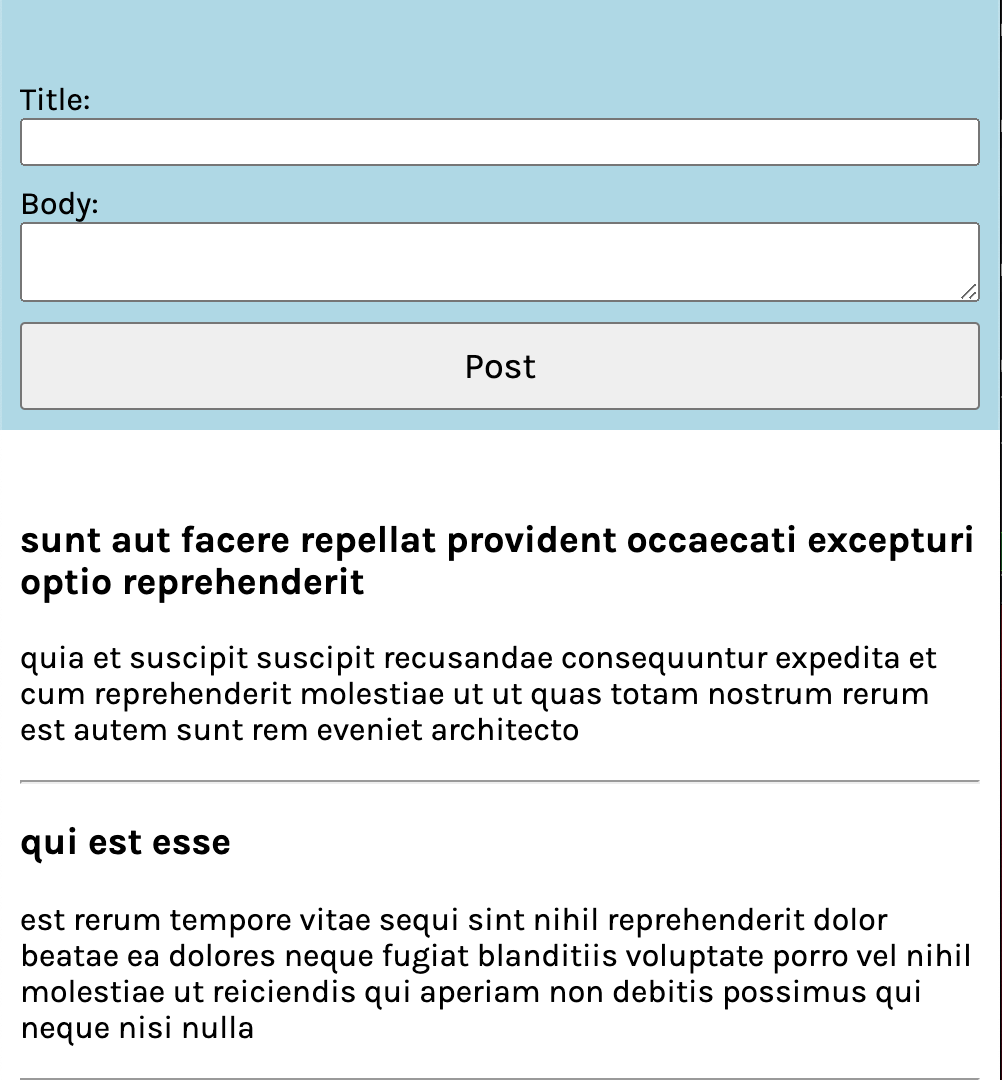 Title:
Body:
Post
sunt aut facere repellat provident occaecati excepturi
optio reprehenderit
quia et suscipit suscipit recusandae consequuntur expedita et
cum reprehenderit molestiae ut ut quas totam nostrum rerum
est autem sunt rem eveniet architecto
qui est esse
est rerum tempore vitae sequi sint nihil reprehenderit dolor
beatae ea dolores neque fugiat blanditiis voluptate porro vel nihil
molestiae ut reiciendis qui aperiam non debitis possimus qui
neque nisi nulla